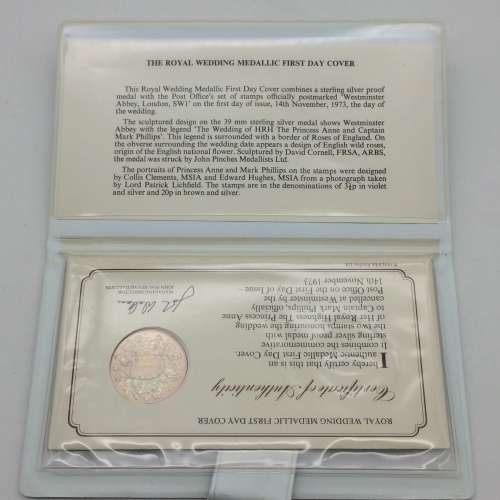 THE ROYAL WEDDING MEDALLIC FIRST DAY COVER
This Royal Wedding Medallic First Day Cover combines a sterling silver proof
medal with the Post Office's set of stamps officially postmarked 'Westminster
Abbey, London, SW1' on the first day of issue, 14th November, 1973, the day of
the wedding.
The sculptured design on the 39 mm sterling silver medal shows Westminster
Abbey with the legend 'The Wedding of HRH The Princess Anne and Captain
Mark Phillips'. This legend is surrounded with a border of Roses of England. On
the obverse surrounding the wedding date appears a design of English wild roses,
origin of the English national flower. Sculptured by David Cornell, FRSA, ARBS,
the medal was struck by John Pinches Medallists Ltd.
The portraits of Princess Anne and Mark Phillips on the stamps were designed
by Collis Clements, MSIA and Edward Hughes, MSIA from a photograph taken
by Lord Patrick Lichfield. The stamps are in the denominations of 3½p in violet
and silver and 20p in brown and silver.
ROYAL WEDDING MEDALLIC FIRST DAY COVER
Certificate of Authenticity
I hereby certify that this is an
authentic Medallic First Day Cover.
It combines the commemorative
sterling silver proof medal with
the two stamps honouring the wedding
of Her Royal Highness The Princess Anne
to Captain Mark Phillips, officially
cancelled at Westminster by the
Post Office on the First Day of Issue –
14th November 1973
MANAGING DIRECTOR
JOHN PINCHES MEDALLISTS